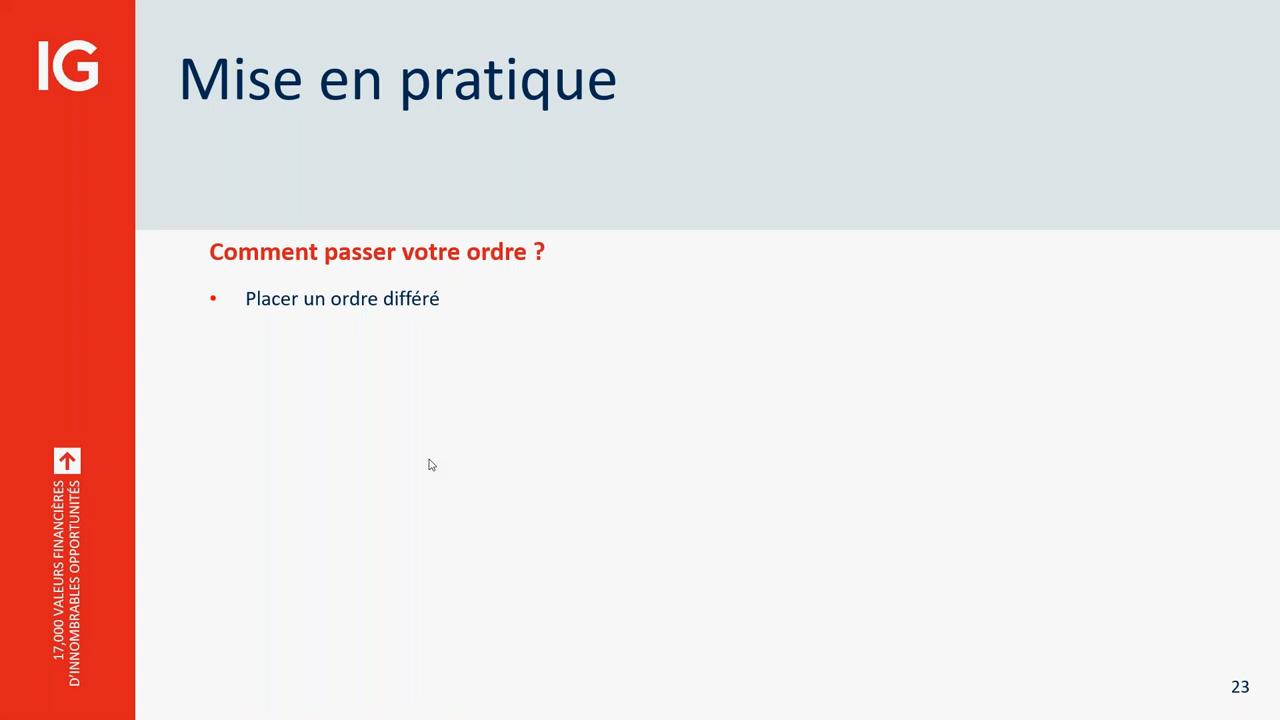 IG
Mise en pratique
Comment passer votre ordre ?
• Placer un ordre différé
17,000 VALEURS FINANCIÈRES
D'INNOMBRABLES OPPORTUNITÉS
23